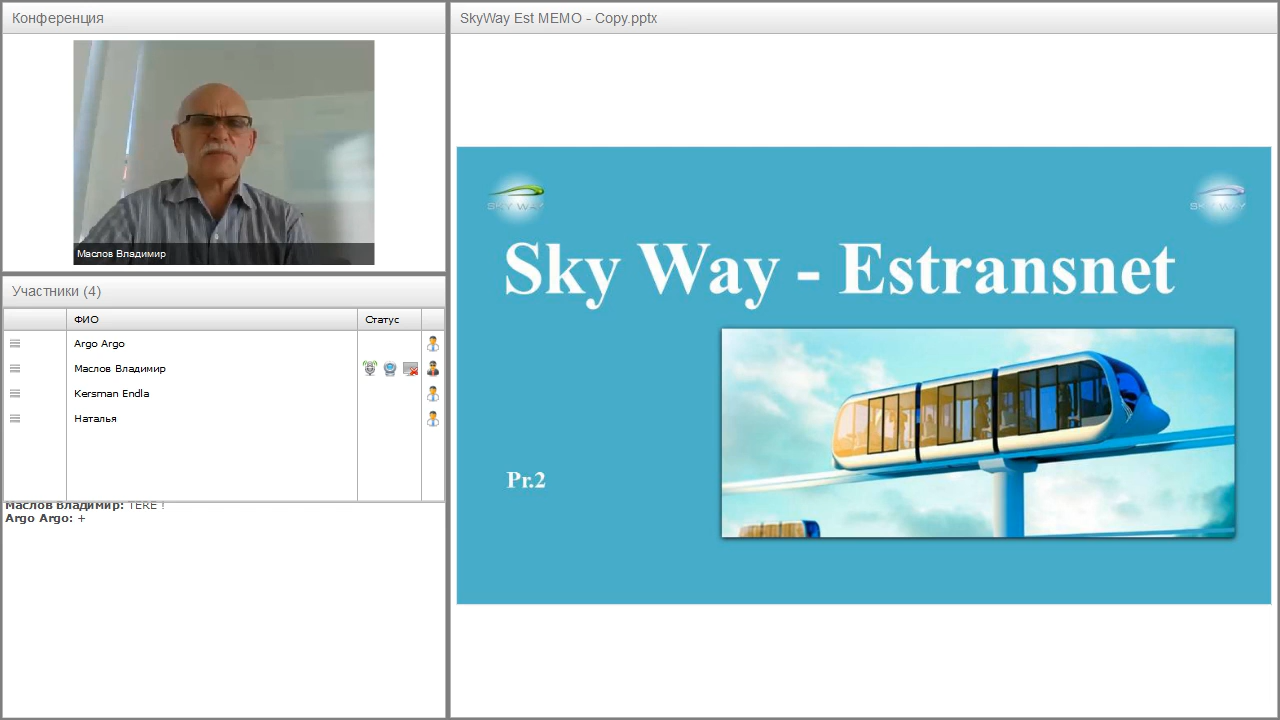 Конференция
Маслов Владимир
Участники (4)
ФИО Статус
Argo Argo
Маслов Владимир
Kersman Endla
Наталья
Маслов Владимир: TERE !
Argo Argo: +
SkyWay Est MEMO - Copy.pptx
SKY WAY
SKY WAY
Sky Way - Estransnet
Pr.2